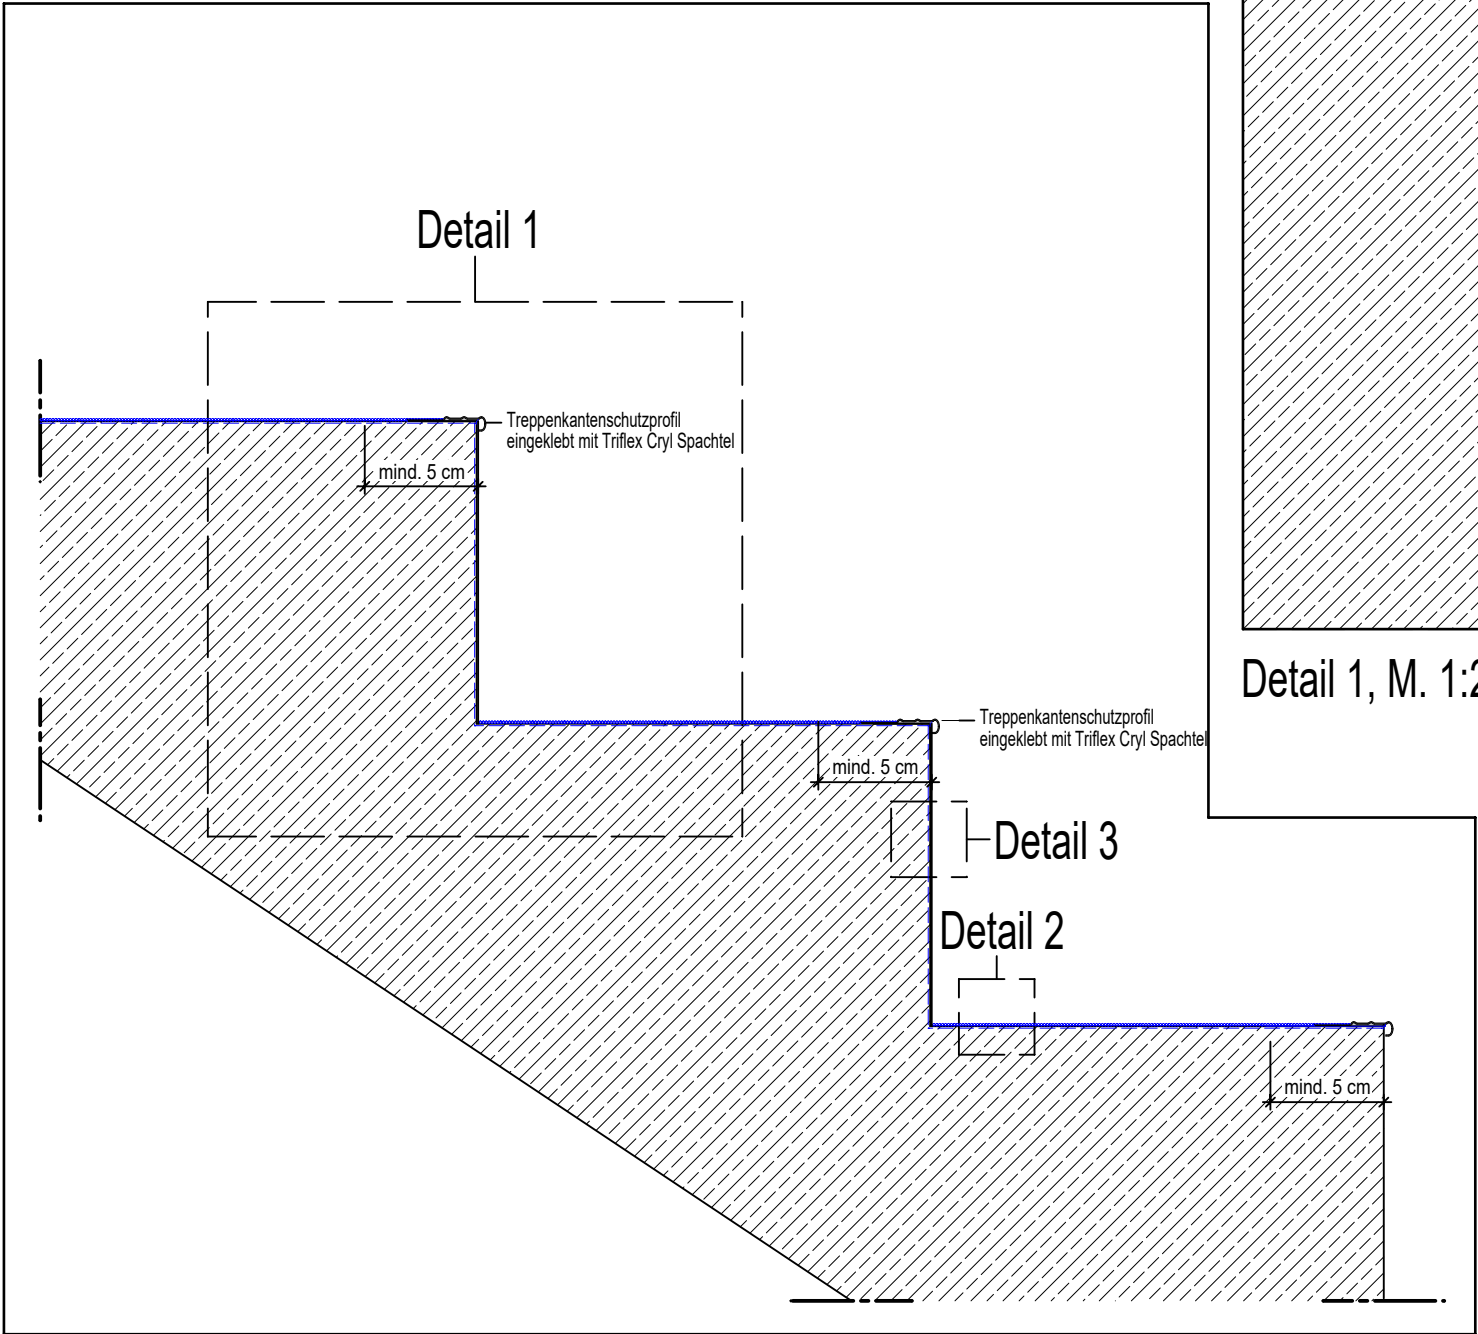 Detail 1
Treppenkantenschutzprofil
eingeklebt mit Triflex Cryl Spachtel
mind. 5 cm
Detail 1, M. 1:2
Treppenkantenschutzprofil
eingeklebt mit Triflex Cryl Spachtel
mind. 5 cm
Detail 3
Detail 2
mind. 5 cm